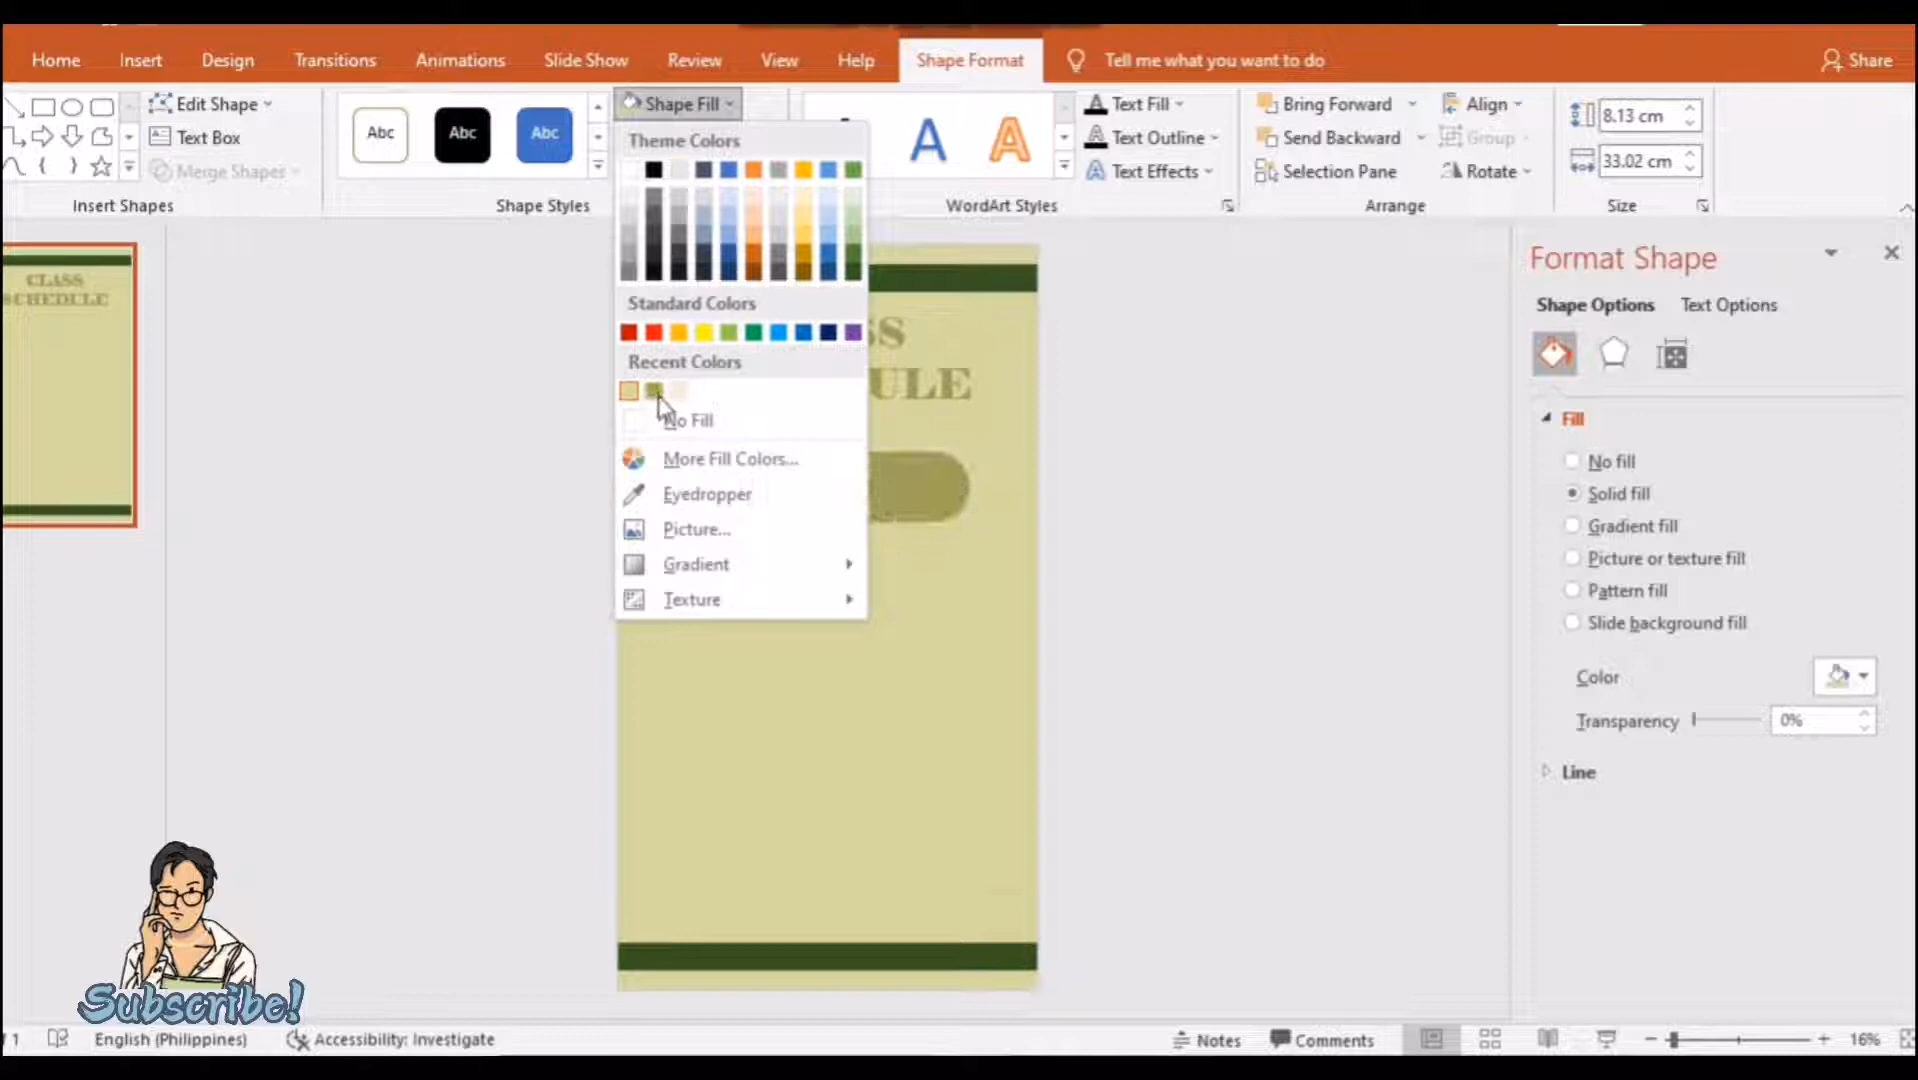 Home Insert Design Transitions Animations Slide Show Review View Help Shape Format Tell me what you want to do Share
Edit Shape
Text Box
Merge Shapes
Insert Shapes
Abc Abc Abc
Shape Styles
Shape Fill
Theme Colors
Standard Colors
Recent Colors
No Fill
More Fill Colors...
Eyedropper
Picture...
Gradient
Texture
A A
WordArt Styles
Text Fill
Text Outline
Text Effects
Bring Forward
Send Backward
Selection Pane
Align
Group
Rotate
Arrange
8.13 cm
33.02 cm
Size
CLASS
SCHEDULE
SS
ULE
Format Shape
Shape Options Text Options
Fill
No fill
Solid fill
Gradient fill
Picture or texture fill
Pattern fill
Slide background fill
Color
Transparency 0%
Line
Subscribe!
1 English (Philippines) Accessibility: Investigate Notes Comments 16%